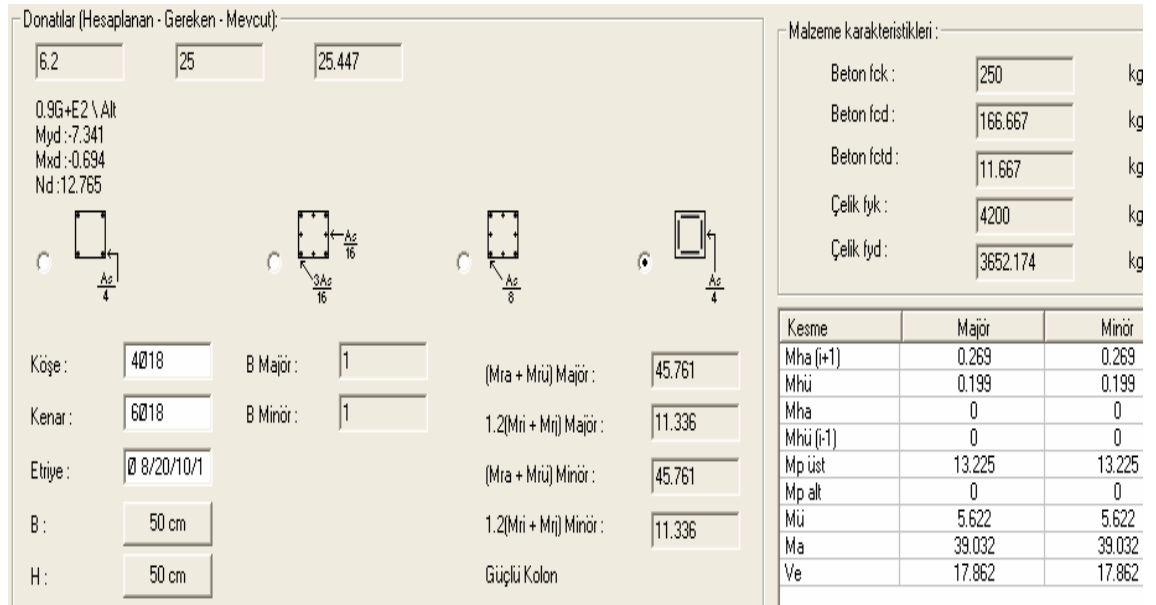 Donatılar (Hesaplanan - Gereken - Mevcut):
6.2 25 25.447
0.9G+E2 \ Alt
Myd :-7.341
Mxd :-0.694
Nd :12.765
As
4
3As
16
As
16
As
8
As
4
Köşe : 4Ø18 B Majör : 1 (Mra + Mrü) Majör : 45.761
Kenar : 6Ø18 B Minör : 1 1.2(Mri + Mrj) Majör : 11.336
Etriye : Ø 8/20/10/1 (Mra + Mrü) Minör : 45.761
B : 50 cm 1.2(Mri + Mrj) Minör : 11.336
H : 50 cm Güçlü Kolon
Malzeme karakteristikleri :
Beton fck : 250 kg
Beton fcd : 166.667 kg
Beton fctd : 11.667 kg
Çelik fyk : 4200 kg
Çelik fyd : 3652.174 kg
Kesme Majör Minör
Mha (i+1) 0.269 0.269
Mhü 0.199 0.199
Mha 0 0
Mhü (i-1) 0 0
Mp üst 13.225 13.225
Mp alt 0 0
Mü 5.622 5.622
Ma 39.032 39.032
Ve 17.862 17.862